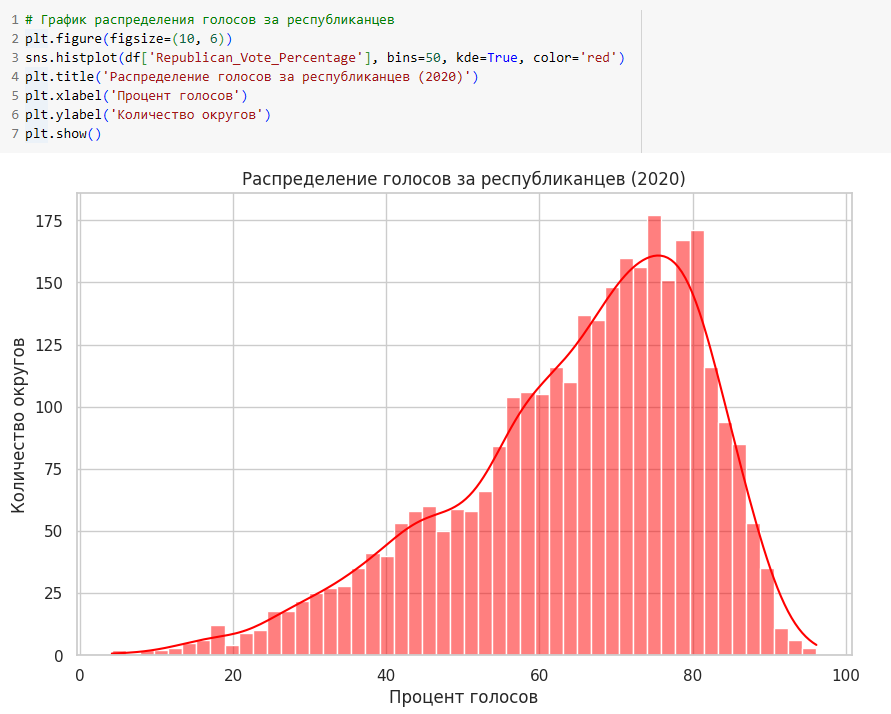 1 # График распределения голосов за республиканцев
2 plt.figure(figsize=(10, 6))
3 sns.histplot(df['Republican_Vote_Percentage'], bins=50, kde=True, color='red')
4 plt.title('Распределение голосов за республиканцев (2020)')
5 plt.xlabel('Процент голосов')
6 plt.ylabel('Количество округов')
7 plt.show()
Распределение голосов за республиканцев (2020)
Количество округов
175
150
125
100
75
50
25
0
0 20 40 60 80 100
Процент голосов